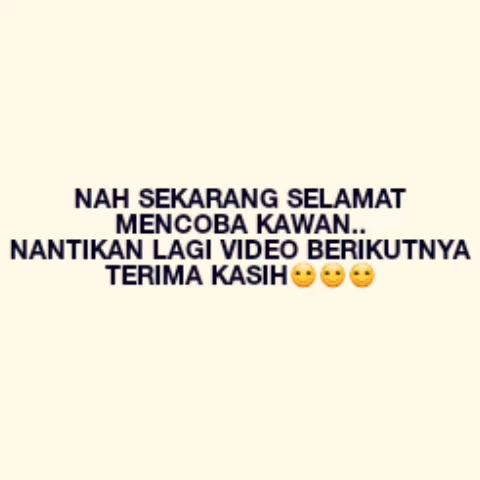 NAH SEKARANG SELAMAT
MENCOBA KAWAN..
NANTIKAN LAGI VIDEO BERIKUTNYA
TERIMA KASIH😊😊😊